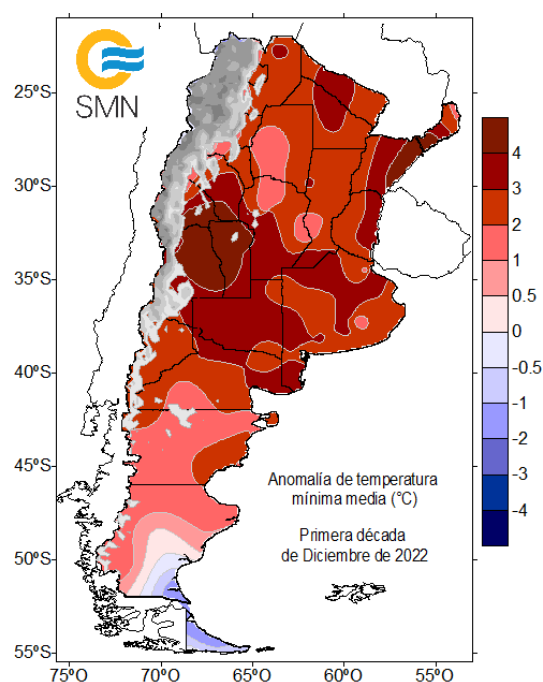 SMN
25ºS
30ºS
35ºS
40ºS
45ºS
50ºS
55ºS
75ºO
70ºO
65ºO
60ºO
55ºO
4
3
2
1
0.5
0
-0.5
-1
-2
-3
-4
Anomalía de temperatura
mínima media (°C)
Primera década
de Diciembre de 2022